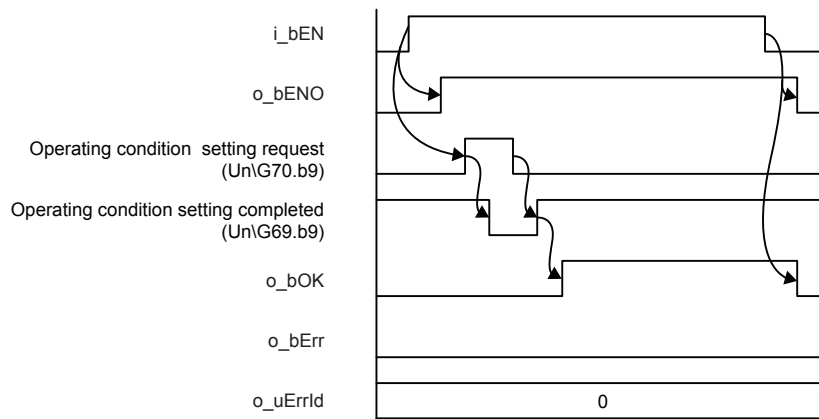 i_bEN
o_bENO
Operating condition setting request
(Un\G70.b9)
Operating condition setting completed
(Un\G69.b9)
o_bOK
o_bErr
o_uErrId
0